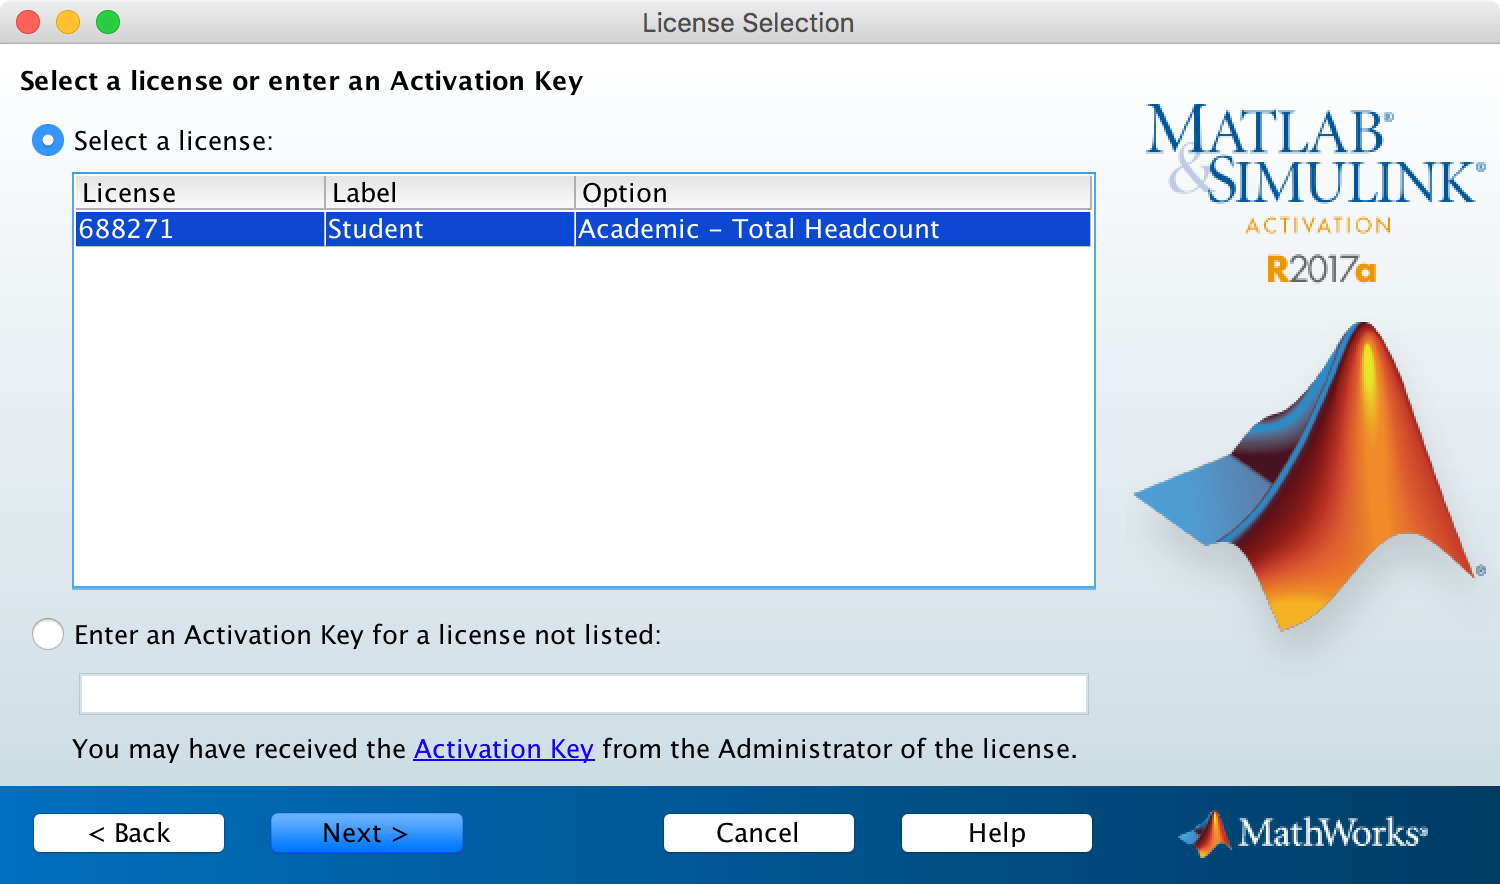 License Selection
Select a license or enter an Activation Key
Select a license:
License Label Option
688271 Student Academic – Total Headcount
Enter an Activation Key for a license not listed:
You may have received the Activation Key from the Administrator of the license.
< Back Next > Cancel Help
MATLAB®
&SIMULINK®
ACTIVATION
R2017a
®
MathWorks®